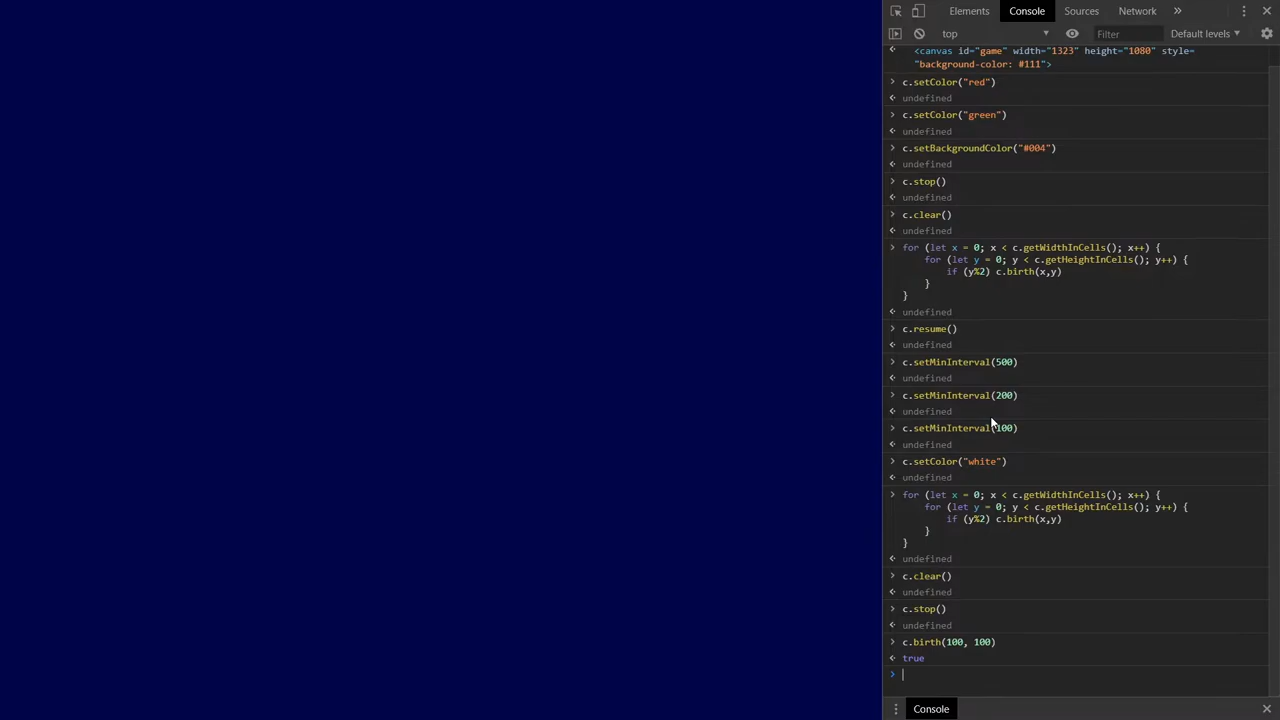 Elements Console Sources Network »
top Filter Default levels
<canvas id="game" width="1323" height="1080" style=
"background-color: #111">
c.setColor("red")
undefined
c.setColor("green")
undefined
c.setBackgroundColor("#004")
undefined
c.stop()
undefined
c.clear()
undefined
for (let x = 0; x < c.getWidthInCells(); x++) {
for (let y = 0; y < c.getHeightInCells(); y++) {
if (y%2) c.birth(x,y)
}
}
undefined
c.resume()
undefined
c.setMinInterval(500)
undefined
c.setMinInterval(200)
undefined
c.setMinInterval(100)
undefined
c.setColor("white")
undefined
for (let x = 0; x < c.getWidthInCells(); x++) {
for (let y = 0; y < c.getHeightInCells(); y++) {
if (y%2) c.birth(x,y)
}
}
undefined
c.clear()
undefined
c.stop()
undefined
c.birth(100, 100)
true
Console